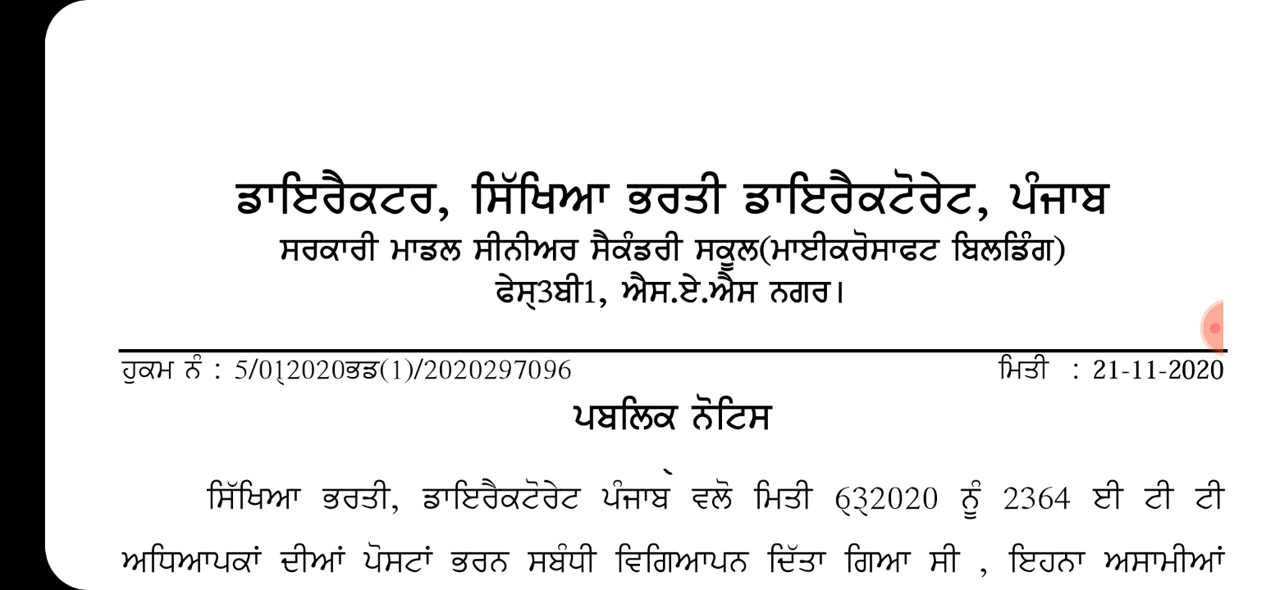 ਡਾਇਰੈਕਟਰ, ਸਿੱਖਿਆ ਭਰਤੀ ਡਾਇਰੈਕਟੋਰੇਟ, ਪੰਜਾਬ
ਸਰਕਾਰੀ ਮਾਡਲ ਸੀਨੀਅਰ ਸੈਕੰਡਰੀ ਸਕੂਲ(ਮਾਈਕਰੋਸਾਫਟ ਬਿਲਡਿੰਗ)
ਫੇਸ੍3ਬੀ1, ਐਸ.ਏ.ਐਸ ਨਗਰ।
ਹੁਕਮ ਨੰ : 5/01੍2020ਭਡ(1)/2020297096 ਮਿਤੀ : 21-11-2020
ਪਬਲਿਕ ਨੋਟਿਸ
ਸਿੱਖਿਆ ਭਰਤੀ, ਡਾਇਰੈਕਟੋਰੇਟ ਪੰਜਾਬ ਵਲੋ ਮਿਤੀ 6੍3੍2020 ਨੂੰ 2364 ਈ ਟੀ ਟੀ
ਅਧਿਆਪਕਾਂ ਦੀਆਂ ਪੋਸਟਾਂ ਭਰਨ ਸਬੰਧੀ ਵਿਗਿਆਪਨ ਦਿੱਤਾ ਗਿਆ ਸੀ , ਇਹਨਾ ਅਸਾਮੀਆਂ